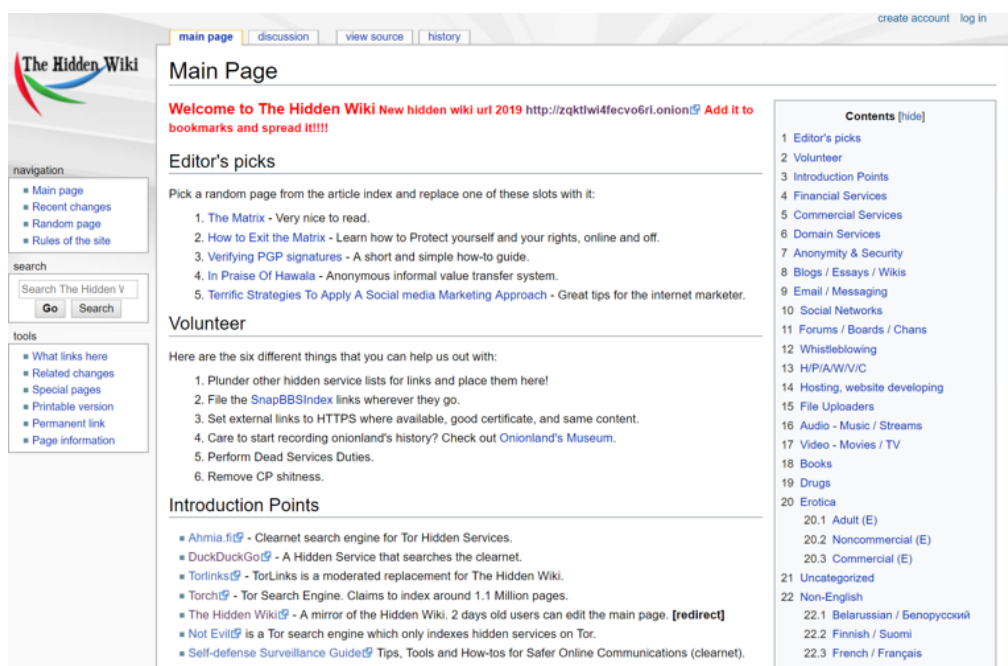 create account log in
main page discussion view source history
The Hidden Wiki
Main Page
Welcome to The Hidden Wiki New hidden wiki url 2019 http://zqktlwi4fecvo6ri.onion Add it to
bookmarks and spread it!!!!
Editor's picks
Pick a random page from the article index and replace one of these slots with it:
1. The Matrix - Very nice to read.
2. How to Exit the Matrix - Learn how to Protect yourself and your rights, online and off.
3. Verifying PGP signatures - A short and simple how-to guide.
4. In Praise Of Hawala - Anonymous informal value transfer system.
5. Terrific Strategies To Apply A Social media Marketing Approach - Great tips for the internet marketer.
Volunteer
Here are the six different things that you can help us out with:
1. Plunder other hidden service lists for links and place them here!
2. File the SnapBBSIndex links wherever they go.
3. Set external links to HTTPS where available, good certificate, and same content.
4. Care to start recording onionland's history? Check out Onionland's Museum.
5. Perform Dead Services Duties.
6. Remove CP shitness.
Introduction Points
Ahmia.fi - Clearnet search engine for Tor Hidden Services.
DuckDuckGo - A Hidden Service that searches the clearnet.
Torlinks - TorLinks is a moderated replacement for The Hidden Wiki.
Torch - Tor Search Engine. Claims to index around 1.1 Million pages.
The Hidden Wiki - A mirror of the Hidden Wiki. 2 days old users can edit the main page. [redirect]
Not Evil is a Tor search engine which only indexes hidden services on Tor.
Self-defense Surveillance Guide Tips, Tools and How-tos for Safer Online Communications (clearnet).
navigation
Main page
Recent changes
Random page
Rules of the site
search
Search The Hidden V
Go Search
tools
What links here
Related changes
Special pages
Printable version
Permanent link
Page information
Contents [hide]
1 Editor's picks
2 Volunteer
3 Introduction Points
4 Financial Services
5 Commercial Services
6 Domain Services
7 Anonymity & Security
8 Blogs / Essays / Wikis
9 Email / Messaging
10 Social Networks
11 Forums / Boards / Chans
12 Whistleblowing
13 H/P/A/W/V/C
14 Hosting, website developing
15 File Uploaders
16 Audio - Music / Streams
17 Video - Movies / TV
18 Books
19 Drugs
20 Erotica
20.1 Adult (E)
20.2 Noncommercial (E)
20.3 Commercial (E)
21 Uncategorized
22 Non-English
22.1 Belarussian / Белорусский
22.2 Finnish / Suomi
22.3 French / Français